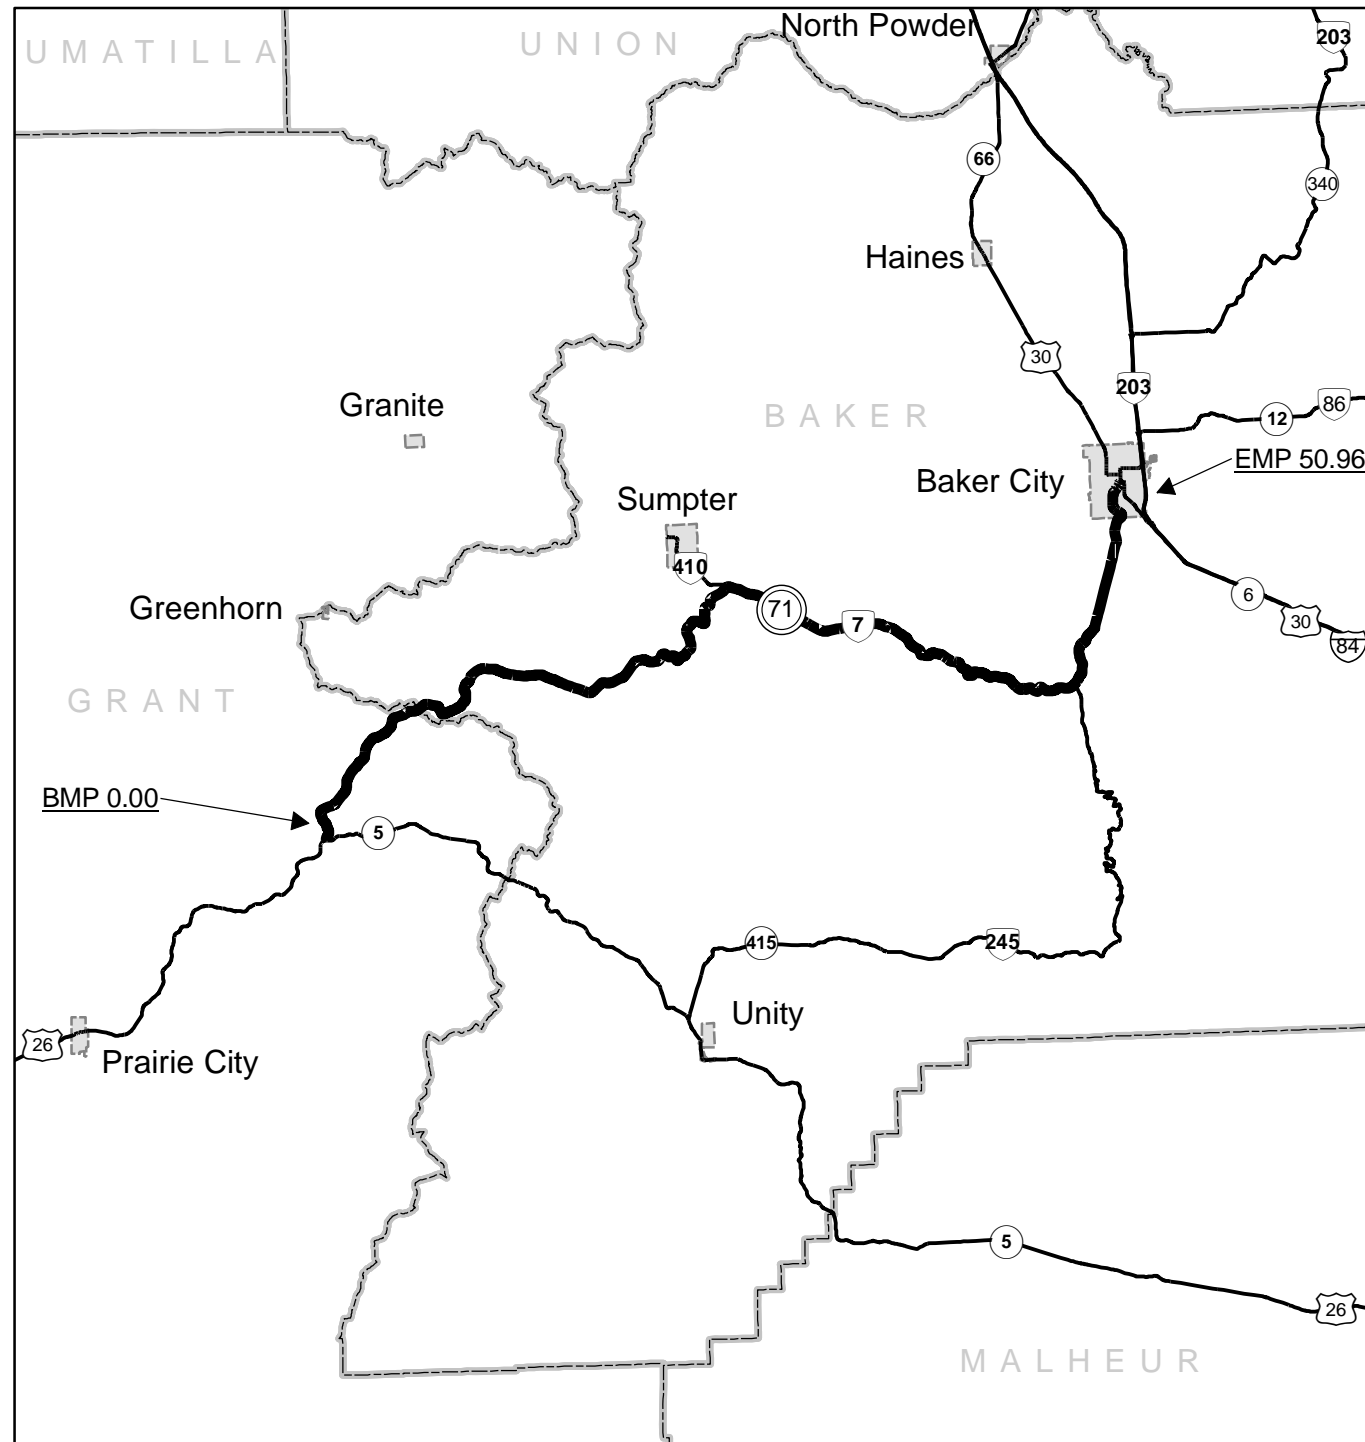 North Powder
UMATILLA
UNION
203
66
340
Haines
30
203
86
12
Granite
BAKER
EMP 50.96
Baker City
Sumpter
410
Greenhorn
71
7
6
30
84
GRANT
BMP 0.00
5
415
245
Unity
26
Prairie City
5
26
MALHEUR